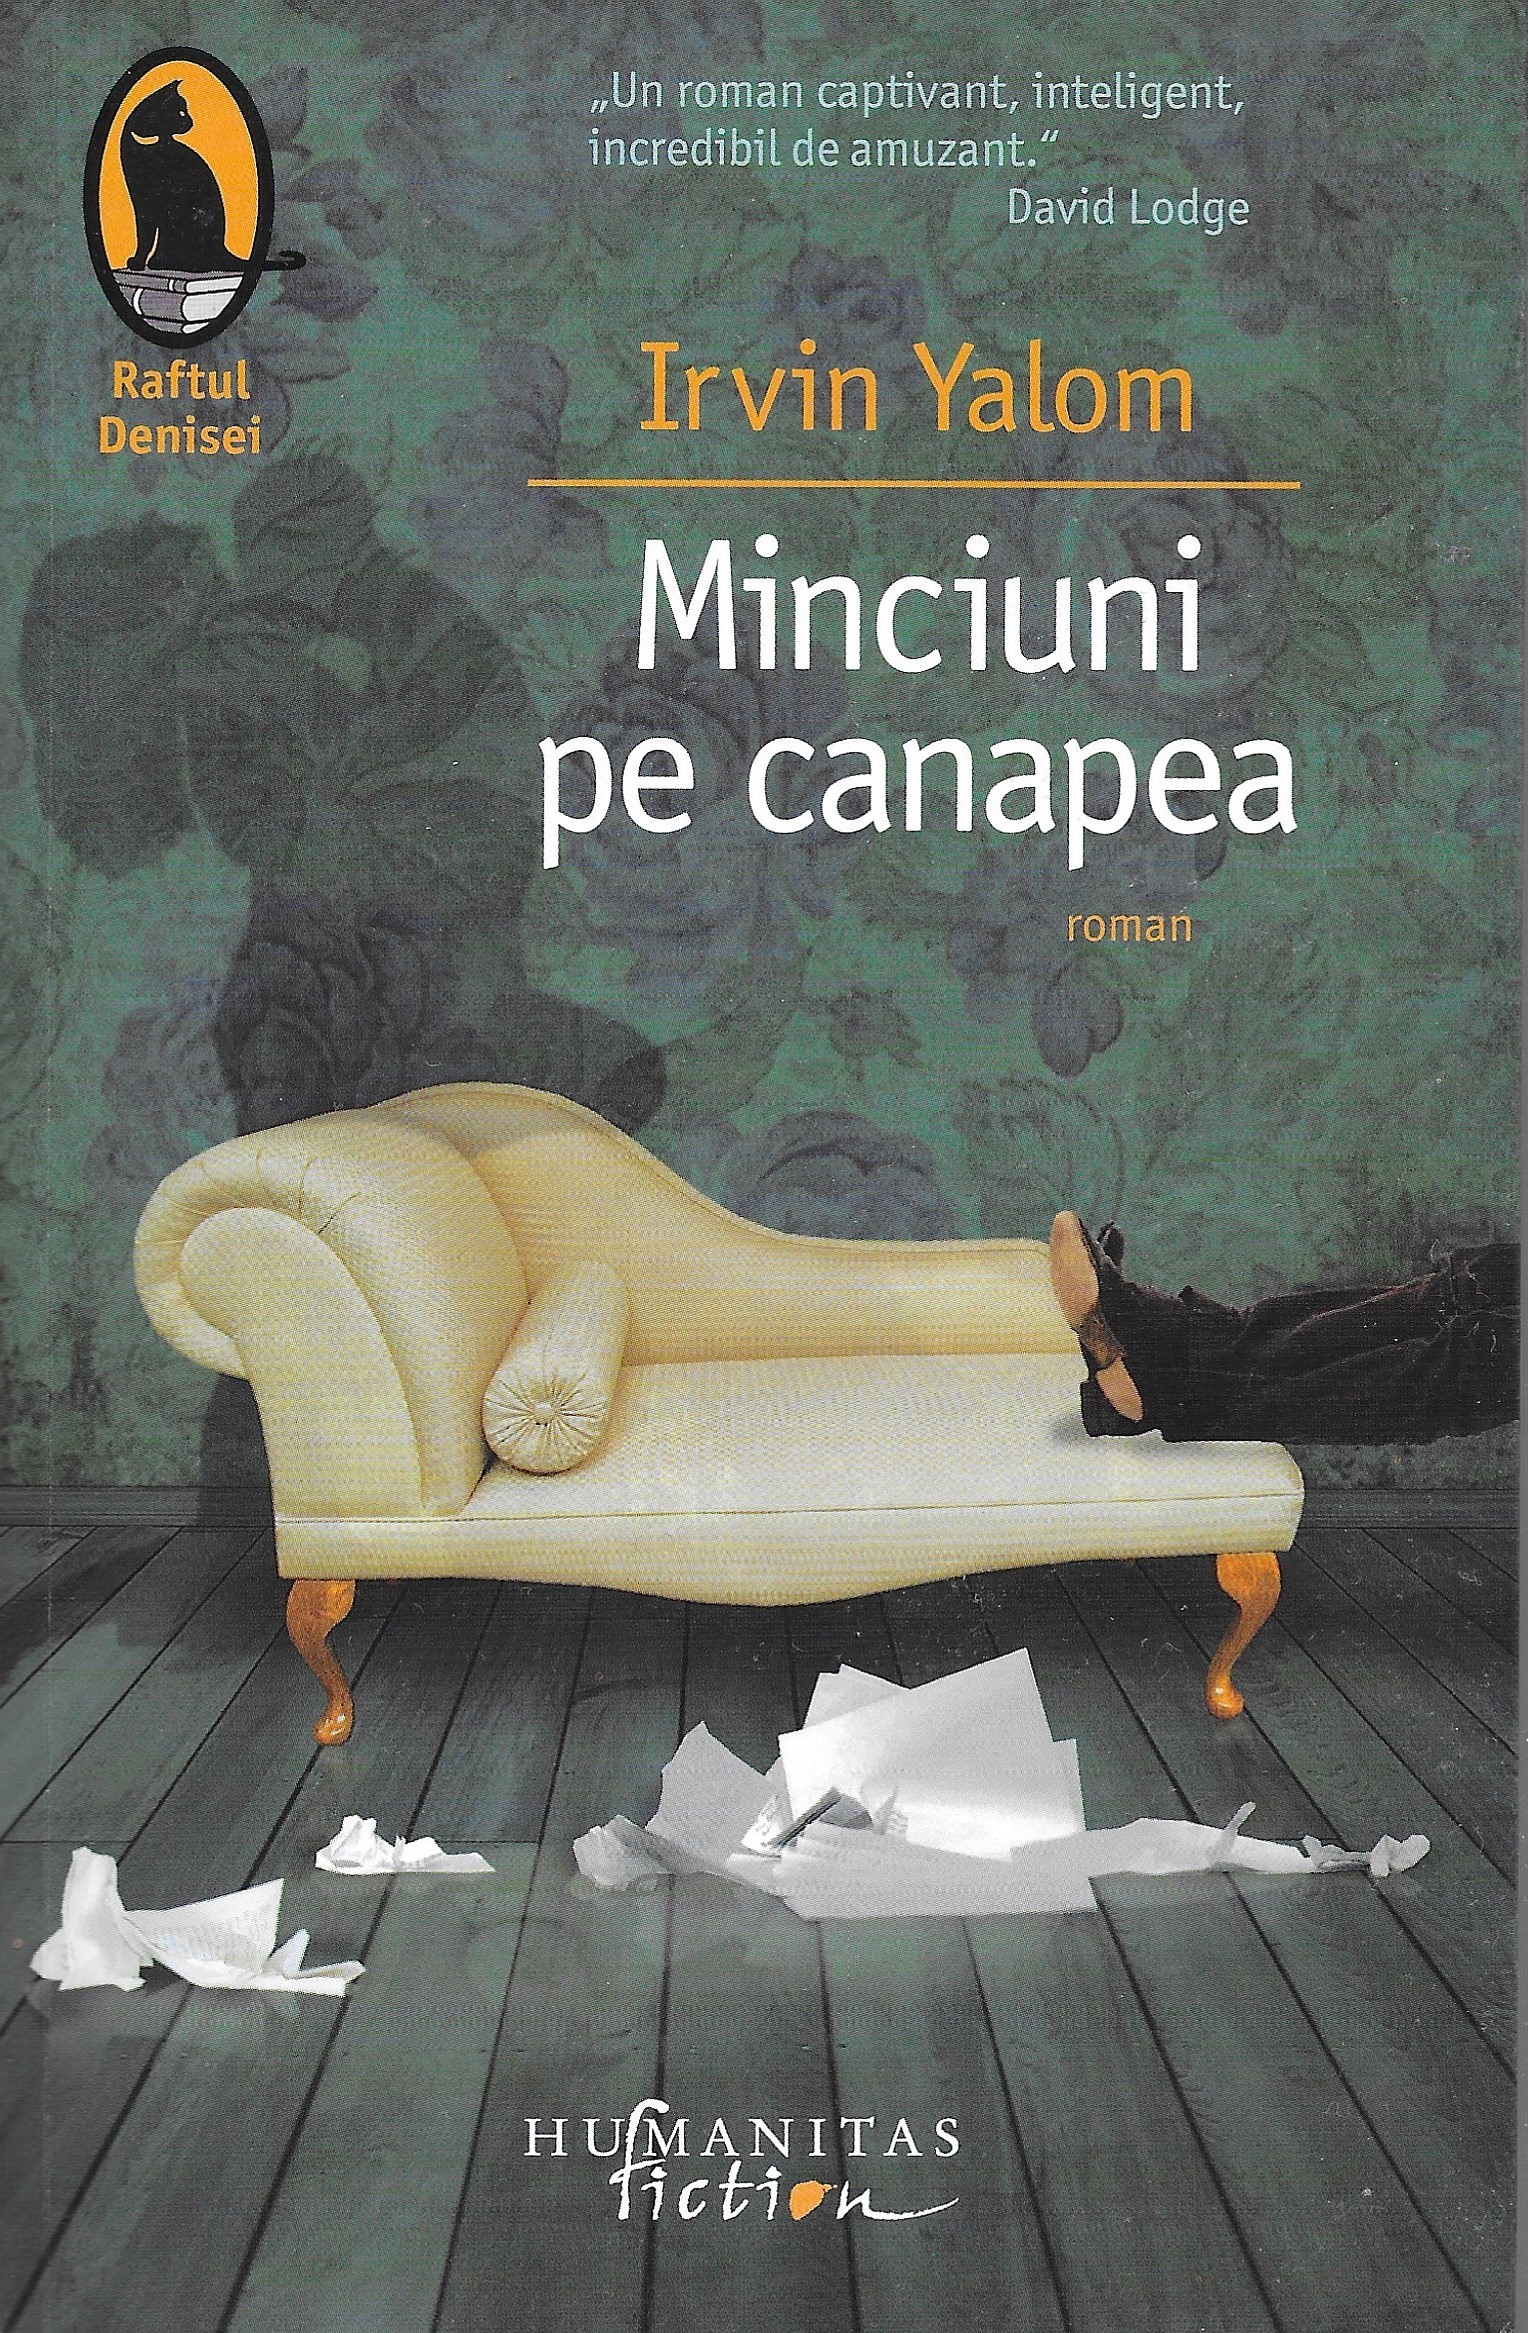 „Un roman captivant, inteligent,
incredibil de amuzant.“
David Lodge
Raftul
Denisei
Irvin Yalom
Minciuni
pe canapea
roman
HUMANITAS
fiction